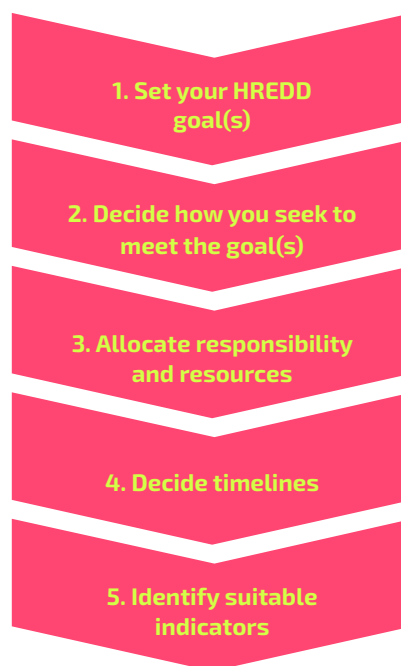 1. Set your HREDD
goal(s)
2. Decide how you seek to
meet the goal(s)
3. Allocate responsibility
and resources
4. Decide timelines
5. Identify suitable
indicators